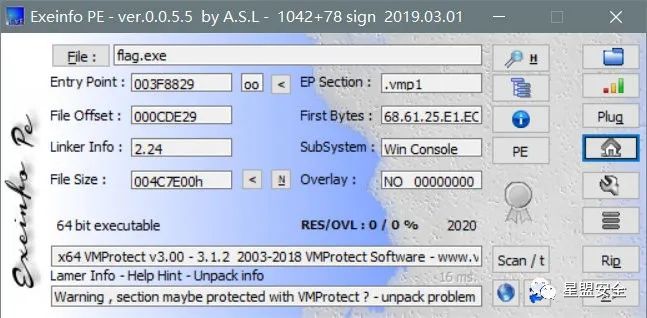 Exeinfo PE - ver.0.0.5.5 by A.S.L - 1042+78 sign 2019.03.01
File : flag.exe H
Entry Point : 003F8829 oo < EP Section : .vmp1
File Offset : 000CDE29 First Bytes : 68.61.25.E1.EC Plug
Linker Info : 2.24 SubSystem : Win Console PE
File Size : 004C7E00h < N Overlay : NO 00000000
Exeinfo Pe
64 bit executable RES/OVL : 0 / 0 % 2020
x64 VMProtect v3.00 - 3.1.2 2003-2018 VMProtect Software - www.v Scan / t Rip
Lamer Info - Help Hint - Unpack info 16 ms.
Warning , section maybe protected with VMProtect ? - unpack problem
星盟安全